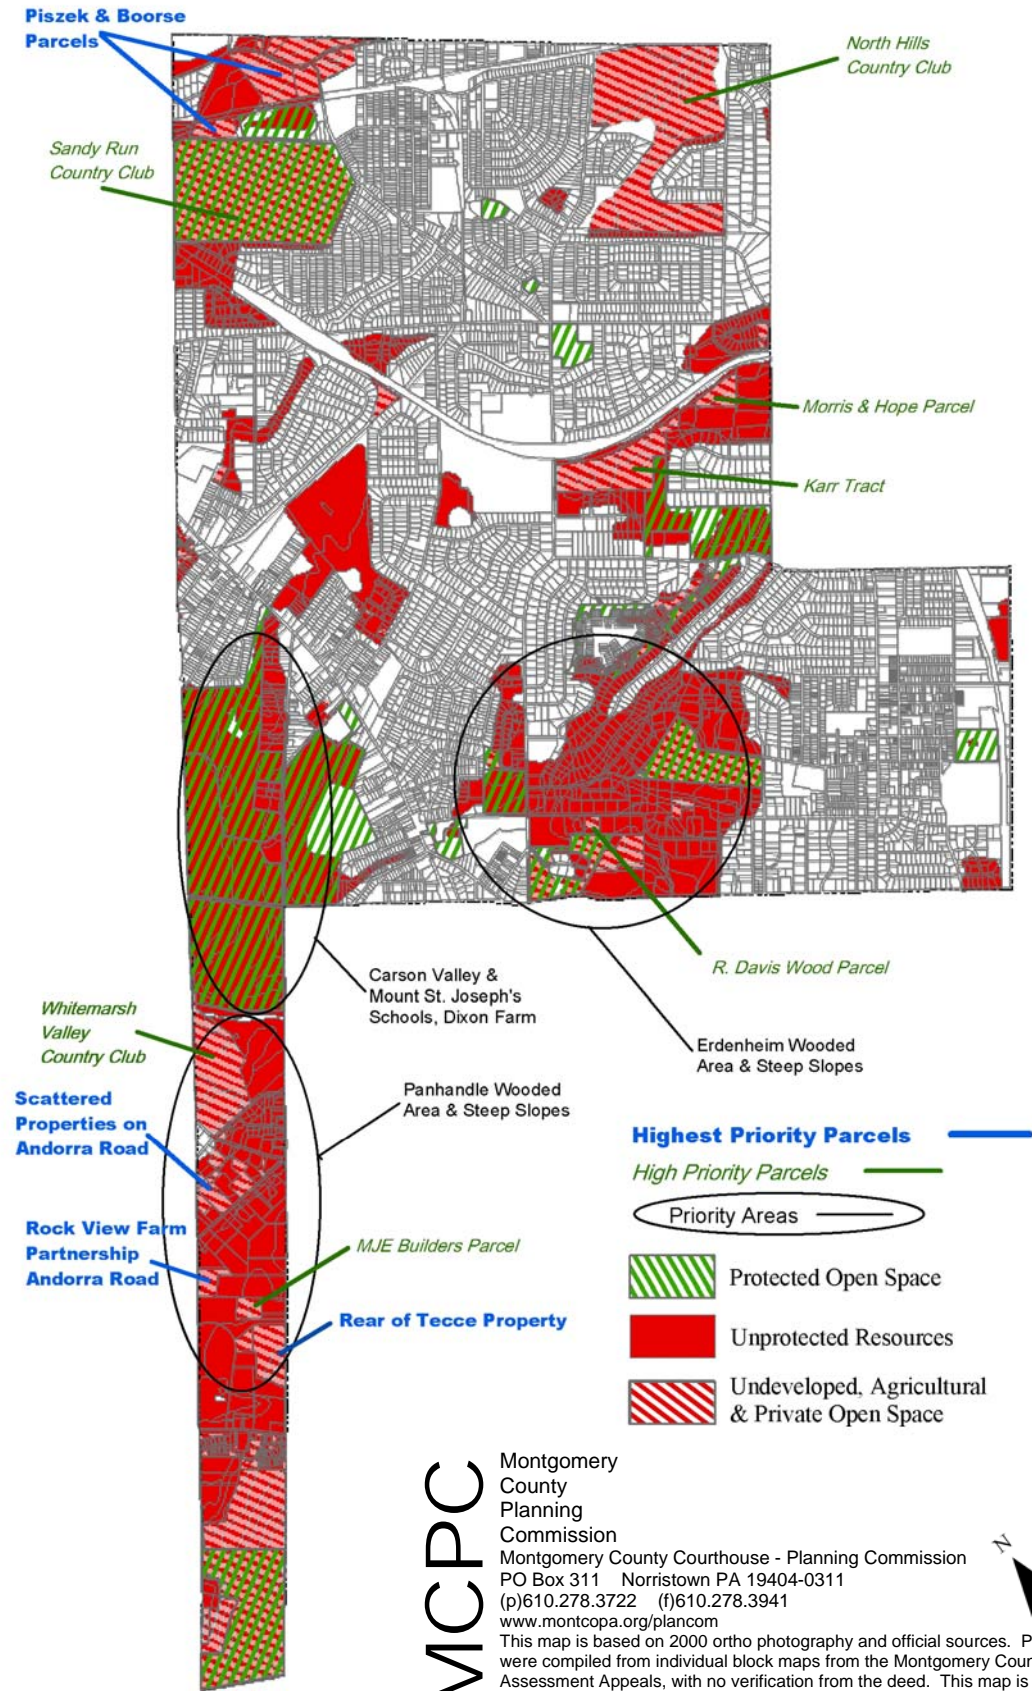 Piszek & Boorse
Parcels
North Hills
Country Club
Sandy Run
Country Club
Morris & Hope Parcel
Karr Tract
R. Davis Wood Parcel
Carson Valley &
Mount St. Joseph's
Schools, Dixon Farm
Whitemarsh
Valley
Country Club
Erdenheim Wooded
Area & Steep Slopes
Panhandle Wooded
Area & Steep Slopes
Scattered
Properties on
Andorra Road
Rock View Farm
Partnership
Andorra Road
MJE Builders Parcel
Rear of Tecce Property
Highest Priority Parcels
High Priority Parcels
Priority Areas
Protected Open Space
Unprotected Resources
Undeveloped, Agricultural
& Private Open Space
MCPC
Montgomery
County
Planning
Commission
Montgomery County Courthouse - Planning Commission
PO Box 311 Norristown PA 19404-0311
(p)610.278.3722 (f)610.278.3941
www.montcopa.org/plancom
This map is based on 2000 ortho photography and official sources. P
were compiled from individual block maps from the Montgomery Coun
Assessment Appeals, with no verification from the deed. This map is
N